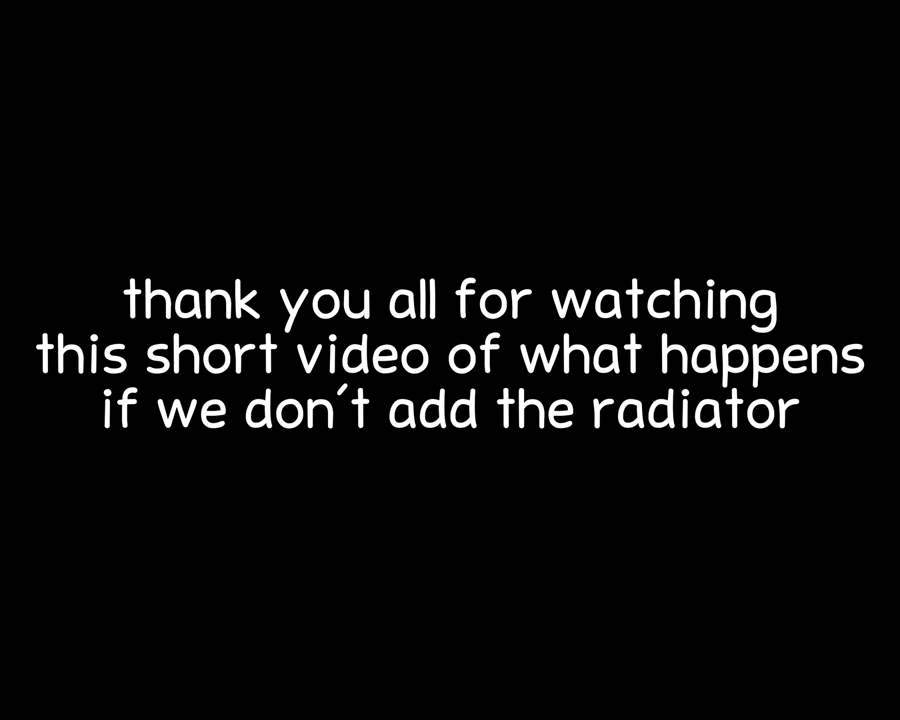 thank you all for watching
this short video of what happens
if we don´t add the radiator